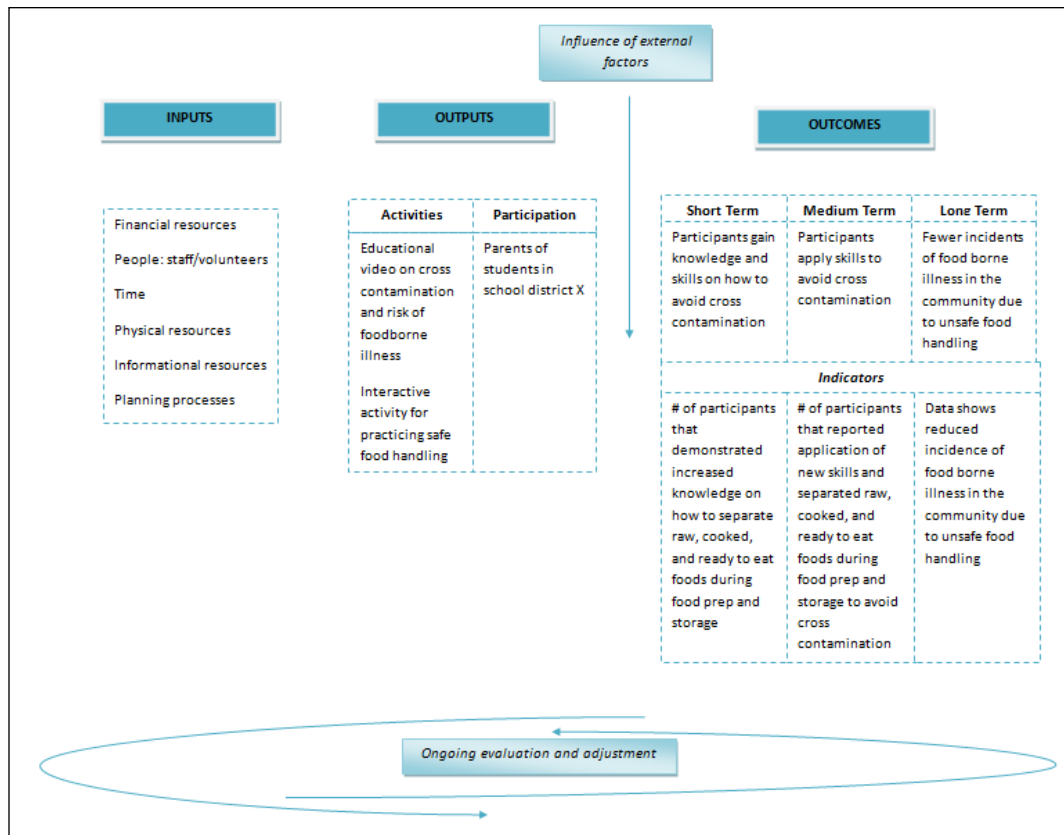 Influence of external
factors
INPUTS
OUTPUTS
OUTCOMES
Financial resources
People: staff/volunteers
Time
Physical resources
Informational resources
Planning processes
Activities
Educational
video on cross
contamination
and risk of
foodborne
illness
Interactive
activity for
practicing safe
food handling
Participation
Parents of
students in
school district X
Short Term
Participants gain
knowledge and
skills on how to
avoid cross
contamination
Medium Term
Participants
apply skills to
avoid cross
contamination
Long Term
Fewer incidents
of food borne
illness in the
community due
to unsafe food
handling
Indicators
# of participants
that
demonstrated
increased
knowledge on
how to separate
raw, cooked,
and ready to eat
foods during
food prep and
storage
# of participants
that reported
application of
new skills and
separated raw,
cooked, and
ready to eat
foods during
food prep and
storage to avoid
cross
contamination
Data shows
reduced
incidence of
food borne
illness in the
community due
to unsafe food
handling
Ongoing evaluation and adjustment